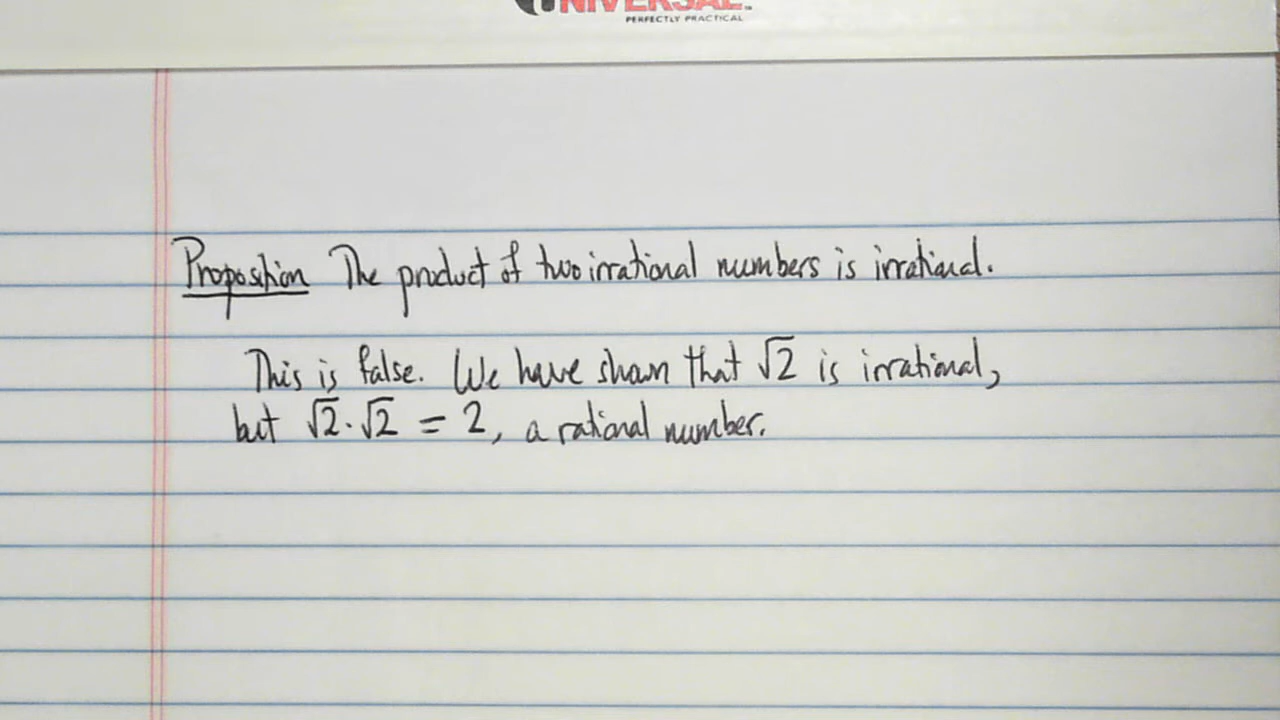 UNIVERSAL
PERFECTLY PRACTICAL
Proposition The product of two irrational numbers is irrational.
This is false. We have shown that √2 is irrational,
but √2·√2 = 2, a rational number.